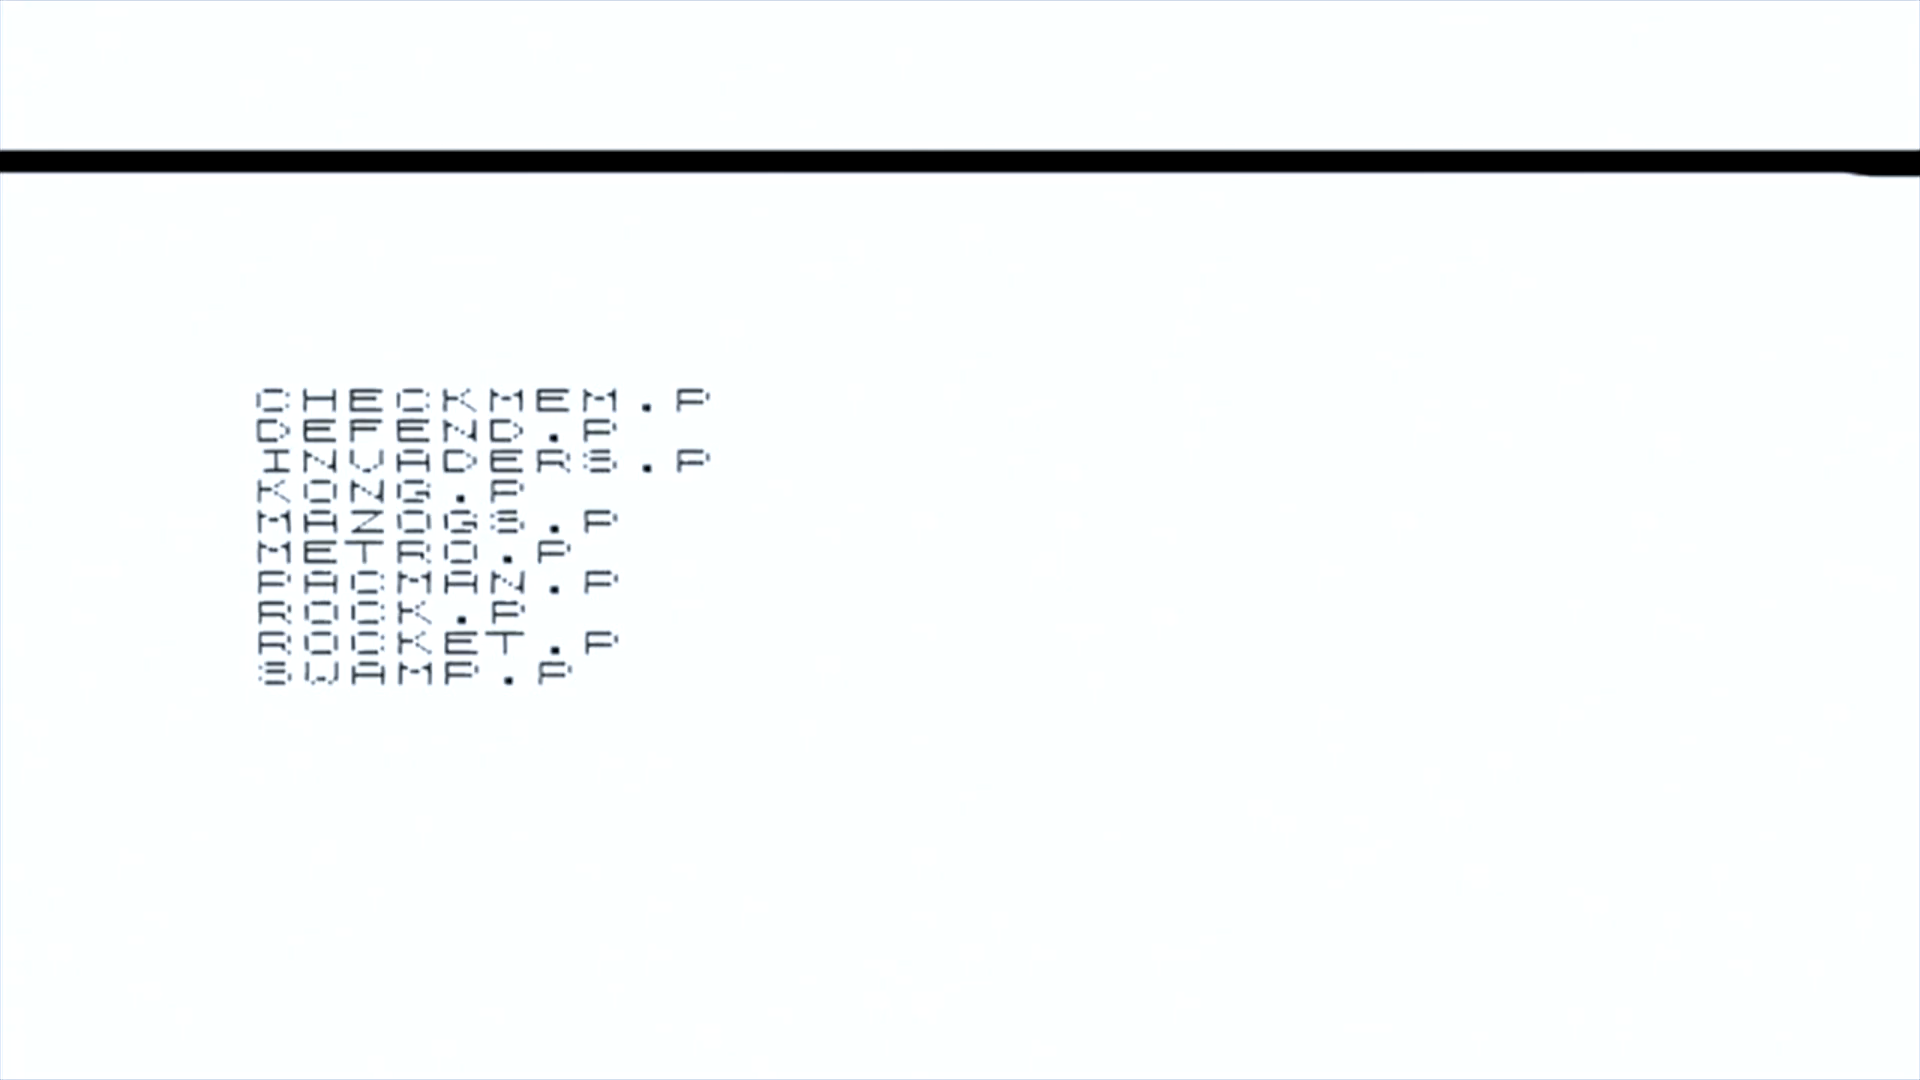 CHECKMEM.P
DEFEND.P
INVADERS.P
KONG.P
MAZOGS.P
METRO.P
PACMAN.P
ROCK.P
ROCKET.P
SWAMP.P